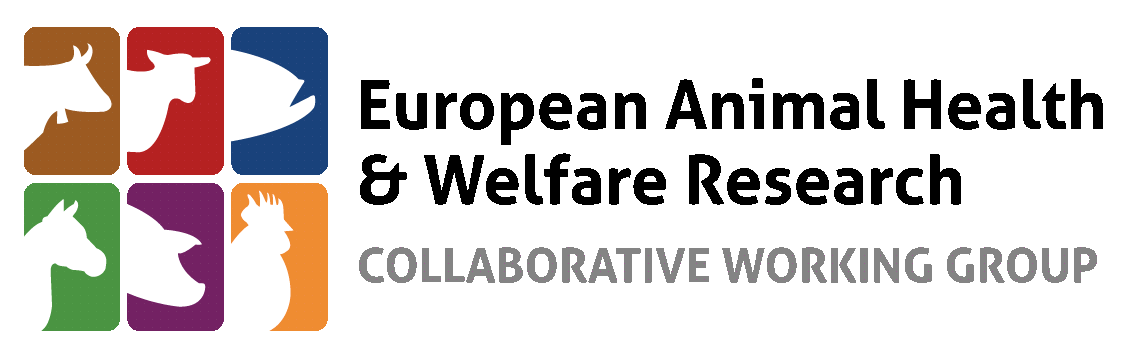 European Animal Health
& Welfare Research
COLLABORATIVE WORKING GROUP